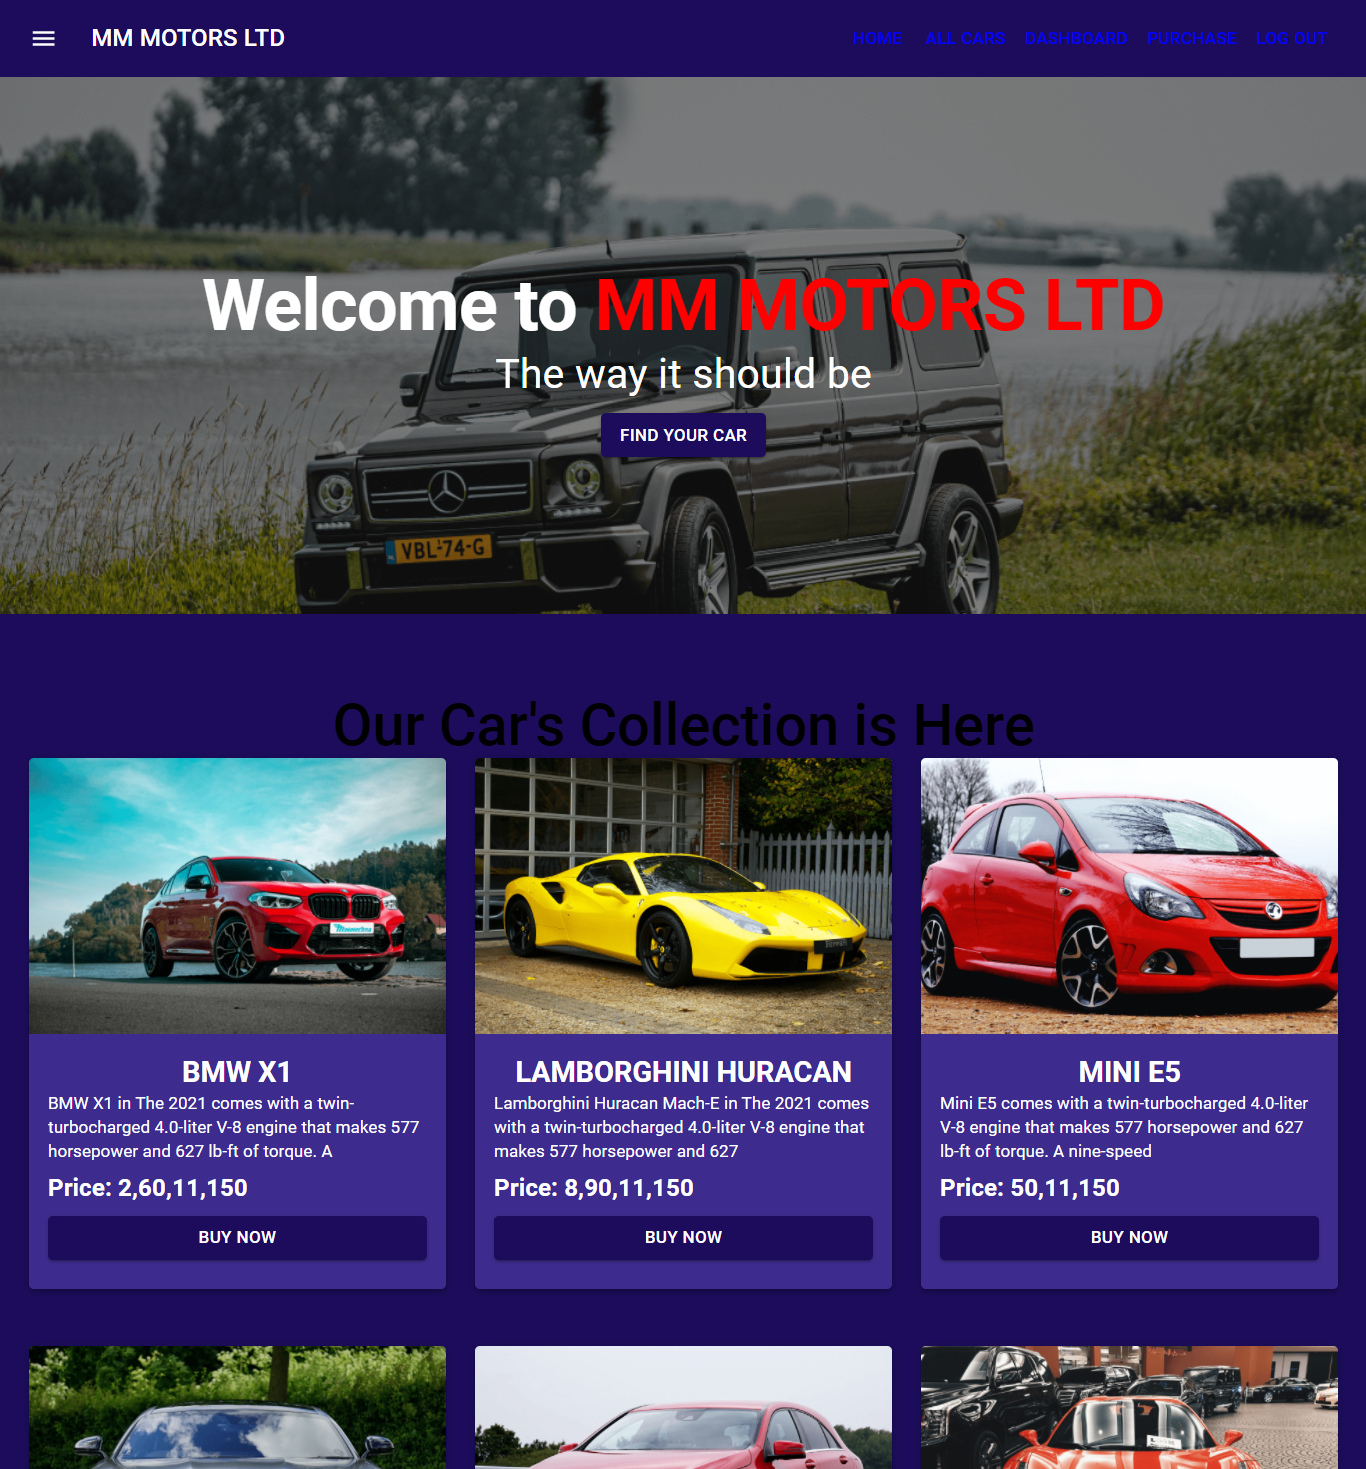 MM MOTORS LTD
HOME ALL CARS DASHBOARD PURCHASE LOG OUT
Welcome to MM MOTORS LTD
The way it should be
FIND YOUR CAR
VBL-74-G
Our Car's Collection is Here
BMW X1
BMW X1 in The 2021 comes with a twin-
turbocharged 4.0-liter V-8 engine that makes 577
horsepower and 627 lb-ft of torque. A
Price: 2,60,11,150
BUY NOW
LAMBORGHINI HURACAN
Lamborghini Huracan Mach-E in The 2021 comes
with a twin-turbocharged 4.0-liter V-8 engine that
makes 577 horsepower and 627
Price: 8,90,11,150
BUY NOW
MINI E5
Mini E5 comes with a twin-turbocharged 4.0-liter
V-8 engine that makes 577 horsepower and 627
lb-ft of torque. A nine-speed
Price: 50,11,150
BUY NOW